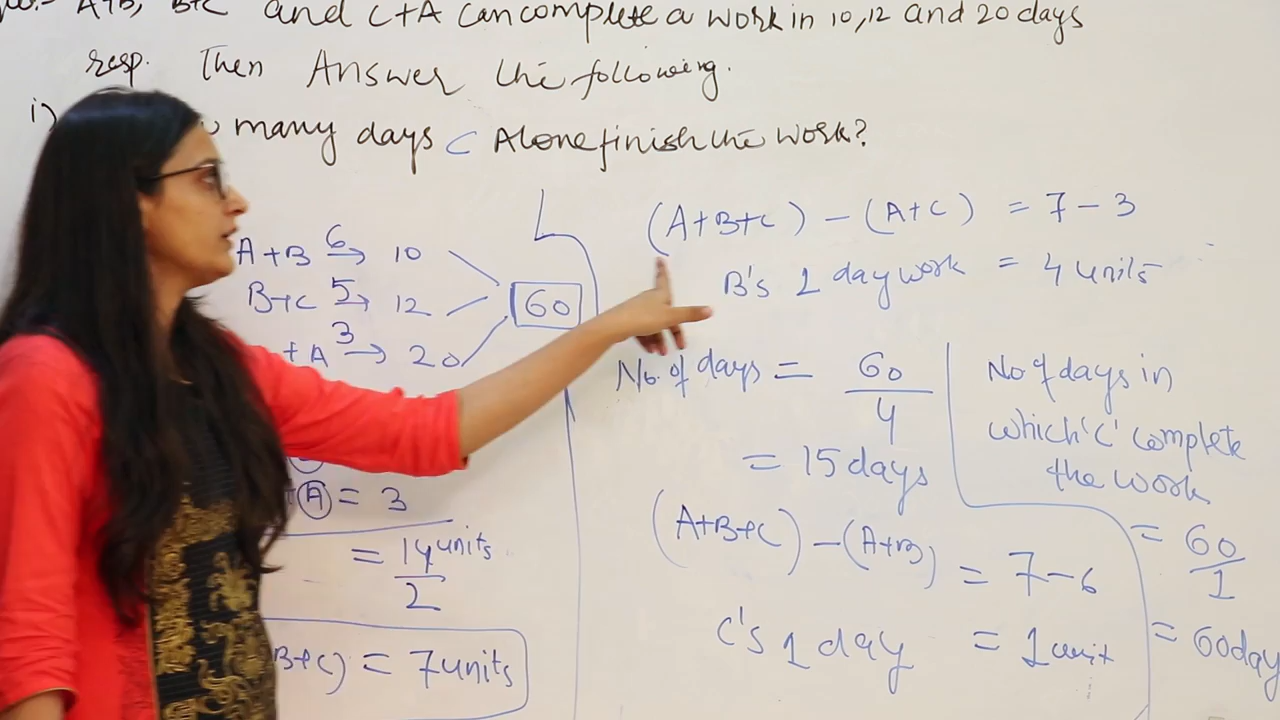 A+B, B+C and C+A Can complete a work in 10, 12 and 20 days
resp. Then Answer the following.
i) many days C Alone finish the work?
A+B 6→ 10
B+C 5→ 12
+A 3→ 20
60
A = 3
= 14 units
2
B+C) = 7 units
(A+B+C) – (A+C) = 7 – 3
B's 1 day work = 4 units
No. of days = 60
4
= 15 days
(A+B+C) – (A+B) = 7 – 6
C's 1 day = 1 unit
No of days in
which 'C' complete
the work
= 60
1
= 60 day